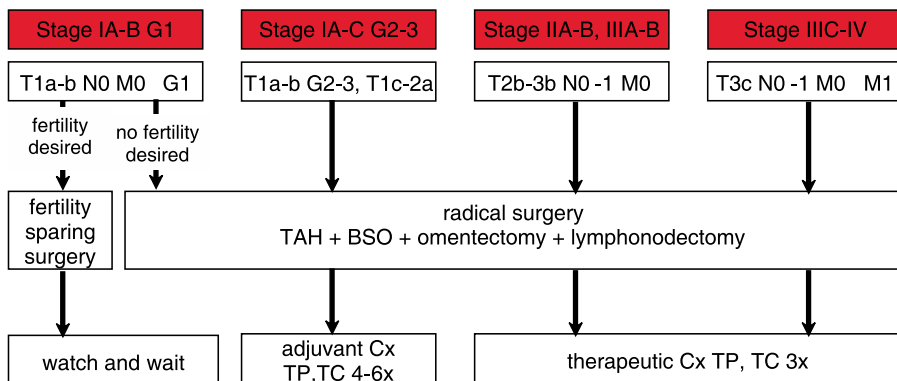 Stage IA-B G1
Stage IA-C G2-3
Stage IIA-B, IIIA-B
Stage IIIC-IV
T1a-b N0 M0 G1
T1a-b G2-3, T1c-2a
T2b-3b N0 -1 M0
T3c N0 -1 M0 M1
fertility
desired
no fertility
desired
fertility
sparing
surgery
radical surgery
TAH + BSO + omentectomy + lymphonodectomy
watch and wait
adjuvant Cx
TP,TC 4-6x
therapeutic Cx TP, TC 3x